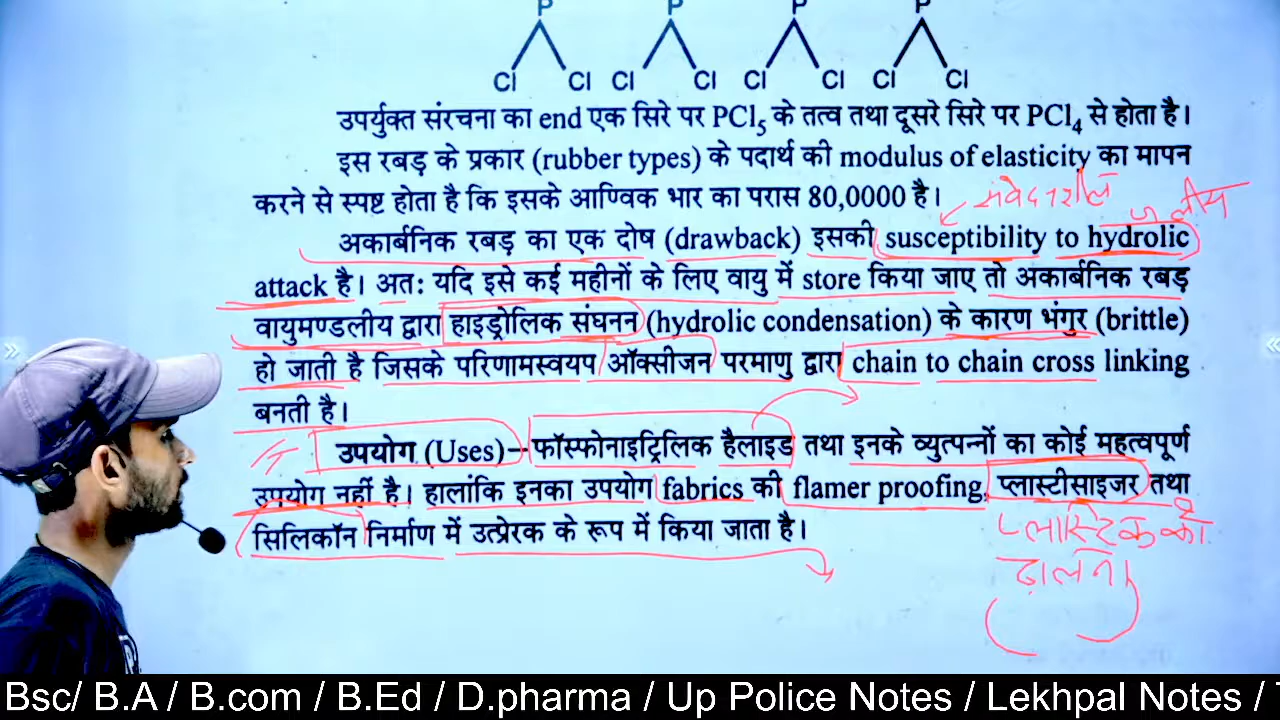 P P P P
Cl Cl Cl Cl Cl Cl Cl Cl
उपर्युक्त संरचना का end एक सिरे पर PCl₅ के तत्व तथा दूसरे सिरे पर PCl₄ से होता है।
इस रबड़ के प्रकार (rubber types) के पदार्थ की modulus of elasticity का मापन
करने से स्पष्ट होता है कि इसके आण्विक भार का परास 80,0000 है।
संवेदनशील
जलीय
अकार्बनिक रबड़ का एक दोष (drawback) इसकी susceptibility to hydrolic
attack है। अत: यदि इसे कई महीनों के लिए वायु में store किया जाए तो अकार्बनिक रबड़
वायुमण्डलीय द्वारा हाइड्रोलिक संघनन (hydrolic condensation) के कारण भंगुर (brittle)
हो जाती है जिसके परिणामस्वयप ऑक्सीजन परमाणु द्वारा chain to chain cross linking
बनती है।
उपयोग (Uses)–फॉस्फोनाइट्रिलिक हैलाइड तथा इनके व्युत्पन्नों का कोई महत्वपूर्ण
उपयोग नहीं है। हालांकि इनका उपयोग fabrics की flamer proofing, प्लास्टीसाइजर तथा
सिलिकॉन निर्माण में उत्प्रेरक के रूप में किया जाता है।
प्लास्टिक को
ढ़ालने
Bsc/ B.A / B.com / B.Ed / D.pharma / Up Police Notes / Lekhpal Notes /